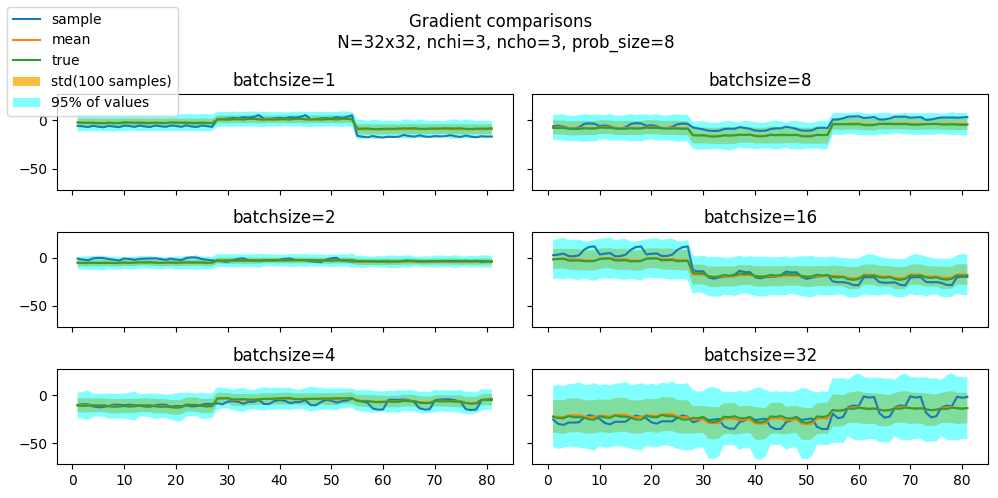 Gradient comparisons
N=32x32, nchi=3, ncho=3, prob_size=8
sample
mean
true
std(100 samples)
95% of values
batchsize=1
0
−50
batchsize=8
batchsize=2
0
−50
batchsize=16
batchsize=4
0
−50
0 10 20 30 40 50 60 70 80
batchsize=32
0 10 20 30 40 50 60 70 80